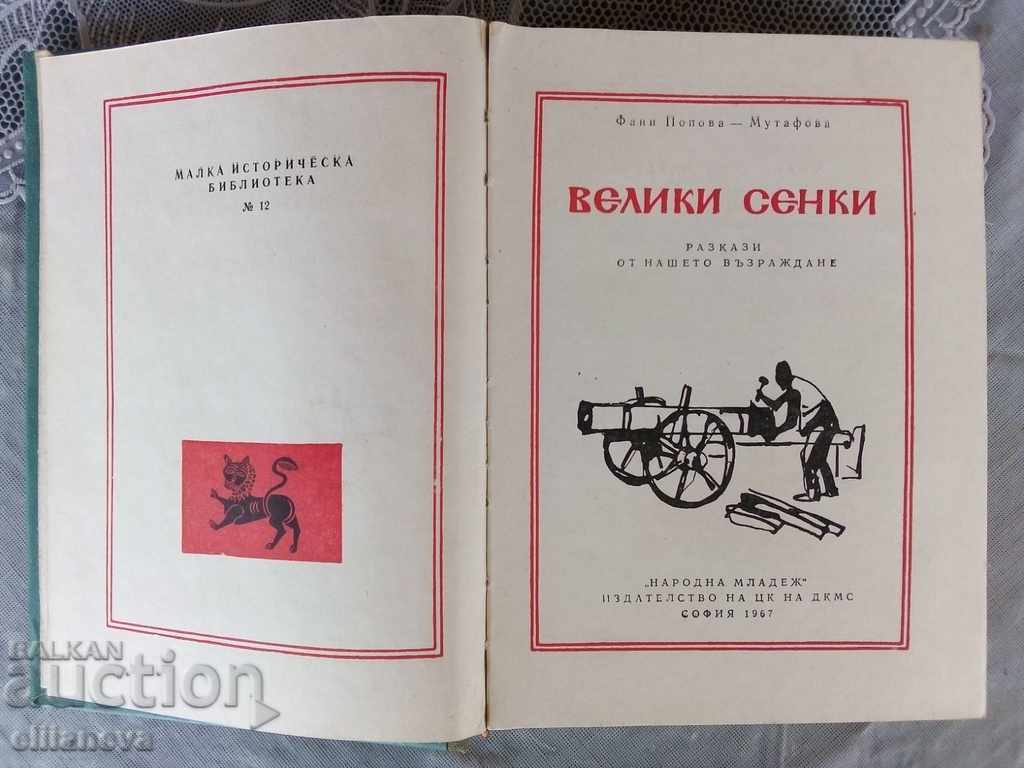 МАЛКА ИСТОРИЧЕСКА
БИБЛИОТЕКА
№ 12
Фани Попова — Мутафова
ВЕЛИКИ СЕНКИ
РАЗКАЗИ
ОТ НАШЕТО ВЪЗРАЖДАНЕ
„НАРОДНА МЛАДЕЖ"
ИЗДАТЕЛСТВО НА ЦК НА ДКМС
СОФИЯ 1967
BALKAN
auction
ellianova